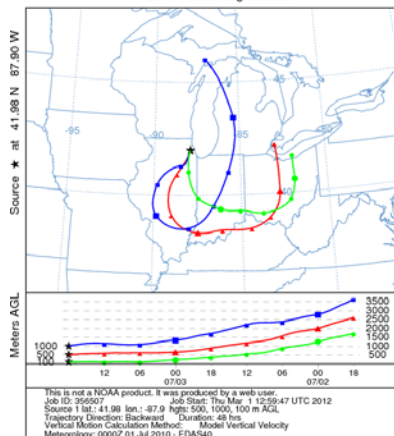 Source ★ at 41.98 N 87.90 W
-95
-90
-85
45
40
Meters AGL
3500
3000
2500
2000
1500
1000
500
1000
500
100
12 06 00 18 12 06 00 18
07/03 07/02
This is not a NOAA product. It was produced by a web user.
Job ID: 356507 Job Start: Thu Mar 1 12:59:47 UTC 2012
Source 1 lat.: 41.98 lon.: -87.9 hgts: 500, 1000, 100 m AGL
Trajectory Direction: Backward Duration: 48 hrs
Vertical Motion Calculation Method: Model Vertical Velocity
Meteorology: 0000Z 01 Jul 2010 - EDAS40